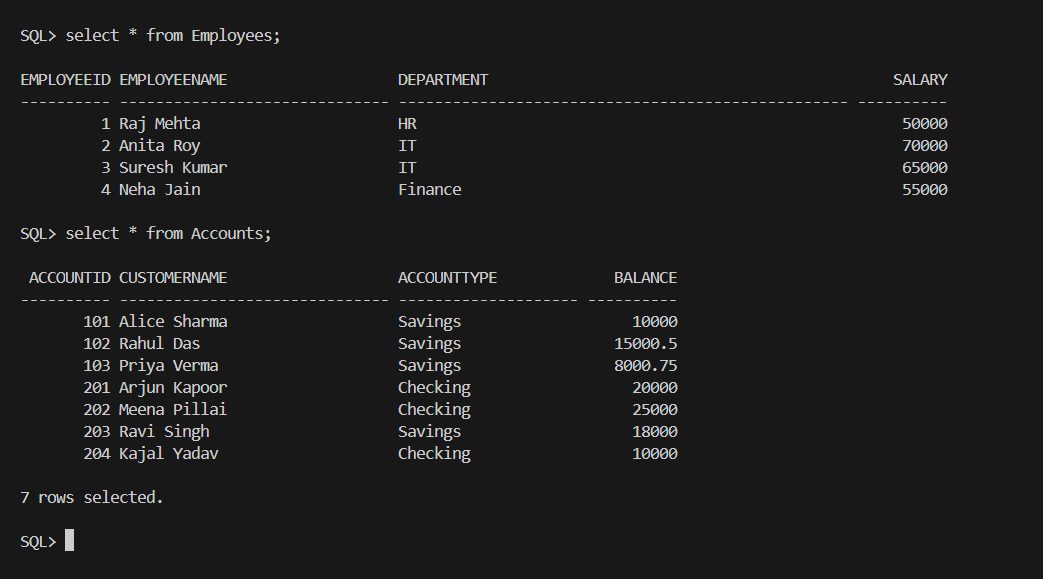 SQL> select * from Employees;
EMPLOYEEID EMPLOYEENAME                   DEPARTMENT                                             SALARY
---------- ------------------------------ -------------------------------------------------- ----------
         1 Raj Mehta                      HR                                                      50000
         2 Anita Roy                      IT                                                      70000
         3 Suresh Kumar                   IT                                                      65000
         4 Neha Jain                      Finance                                                 55000
SQL> select * from Accounts;
 ACCOUNTID CUSTOMERNAME                   ACCOUNTTYPE             BALANCE
---------- ------------------------------ -------------------- ----------
       101 Alice Sharma                   Savings                   10000
       102 Rahul Das                      Savings                 15000.5
       103 Priya Verma                    Savings                 8000.75
       201 Arjun Kapoor                   Checking                  20000
       202 Meena Pillai                   Checking                  25000
       203 Ravi Singh                     Savings                   18000
       204 Kajal Yadav                    Checking                  10000
7 rows selected.
SQL>